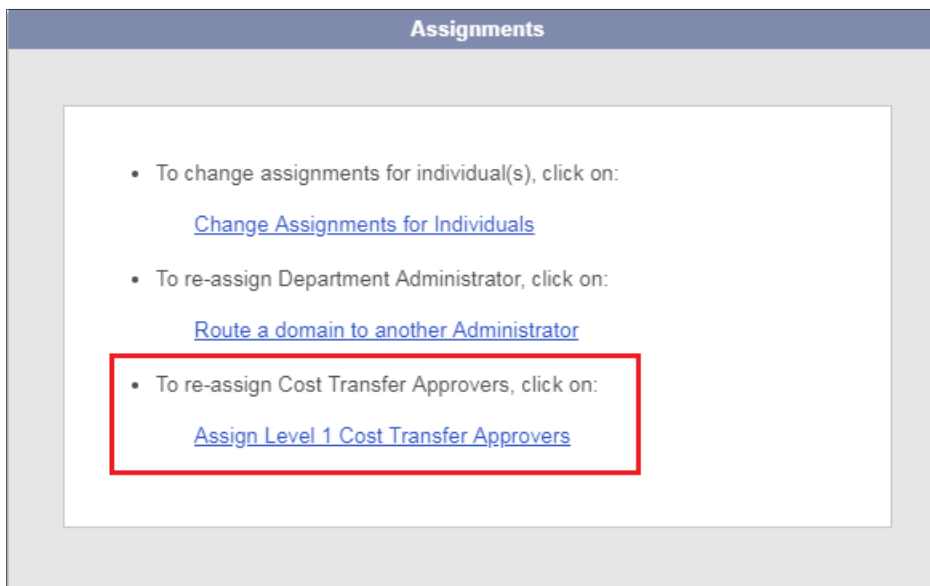 Assignments
• To change assignments for individual(s), click on:
Change Assignments for Individuals
• To re-assign Department Administrator, click on:
Route a domain to another Administrator
• To re-assign Cost Transfer Approvers, click on:
Assign Level 1 Cost Transfer Approvers